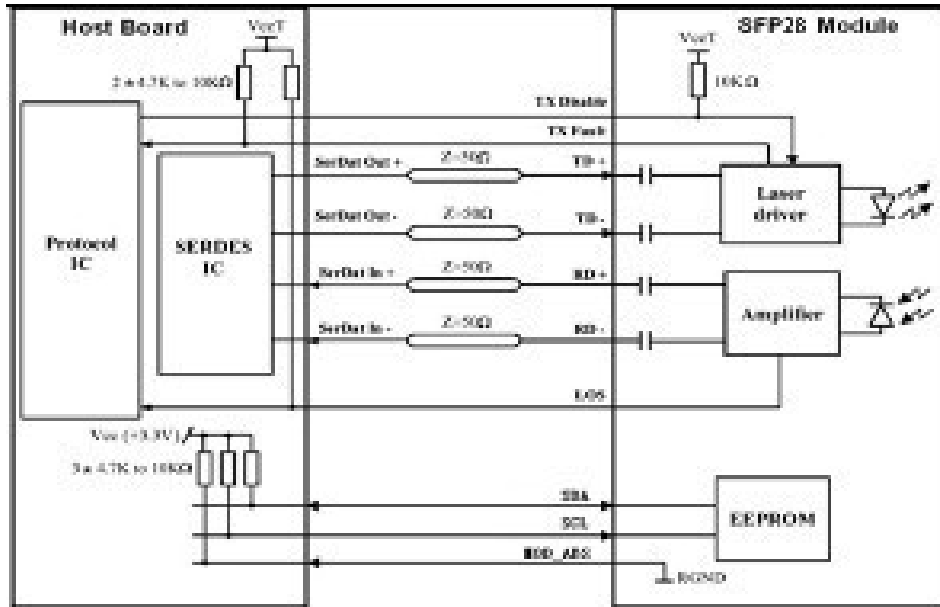 Host Board
SFP28 Module
VccT
VccT
2 x 4.7K to 10KΩ
10KΩ
TX Disable
TX Fault
SerDat Out +
Z=50Ω
TD +
Laser driver
SerDat Out -
Z=50Ω
TD -
Protocol IC
SERDES IC
SerDat In +
Z=50Ω
RD +
Amplifier
SerDat In -
Z=50Ω
RD -
LOS
Vcc (+3.3V)
3 x 4.7K to 10KΩ
SDA
SCL
EEPROM
MOD_ABS
RGND